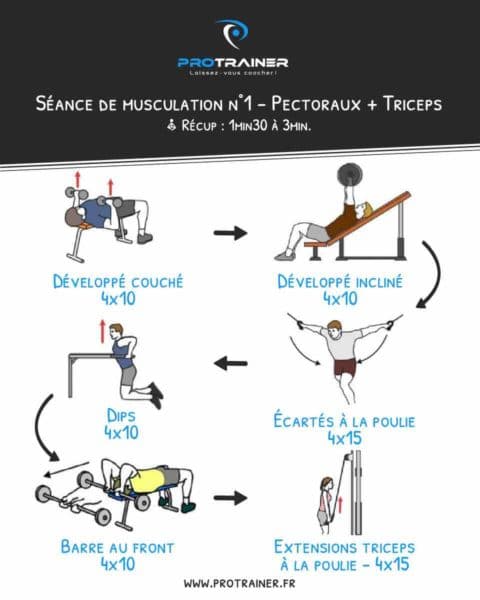 PROTRAINER
Laissez-vous coacher!
Séance de musculation n°1 – Pectoraux + Triceps
Récup : 1min30 à 3min.
Développé couché
4x10
Développé incliné
4x10
Écartés à la poulie
4x15
Dips
4x10
Barre au front
4x10
Extensions triceps
à la poulie – 4x15
www.protrainer.fr